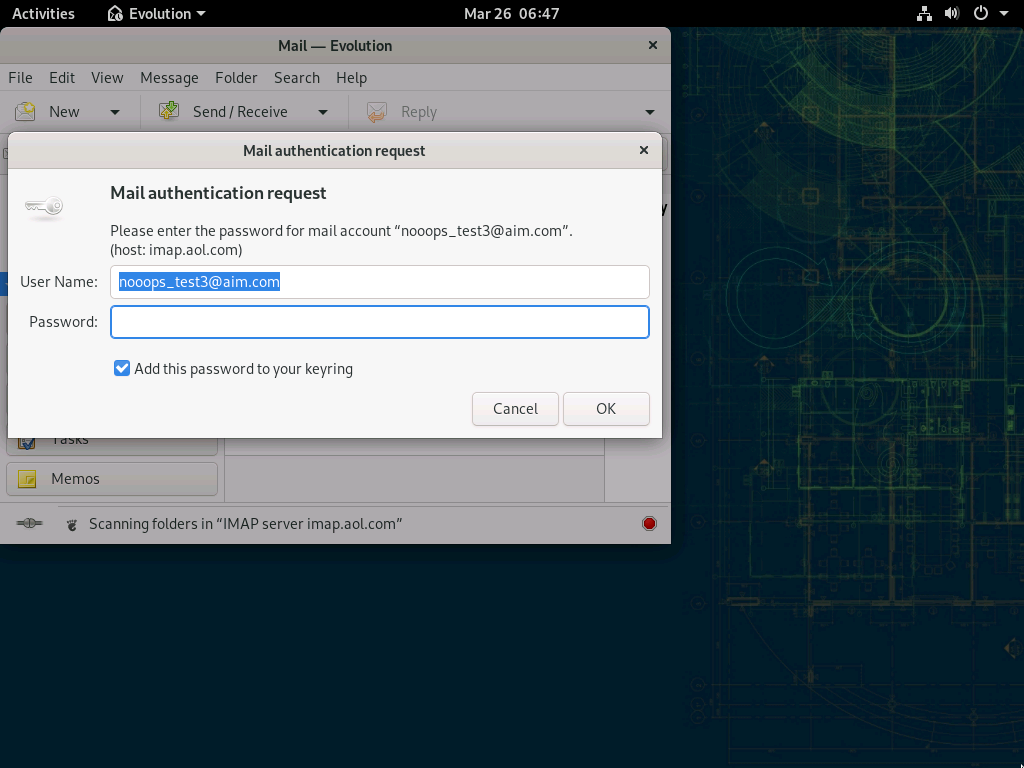 Activities Evolution Mar 26 06:47
Mail — Evolution
File Edit View Message Folder Search Help
New Send / Receive Reply
Mail authentication request
Mail authentication request
Please enter the password for mail account “nooops_test3@aim.com”.
(host: imap.aol.com)
User Name: nooops_test3@aim.com
Password:
Add this password to your keyring
Cancel OK
Tasks
Memos
Scanning folders in “IMAP server imap.aol.com”